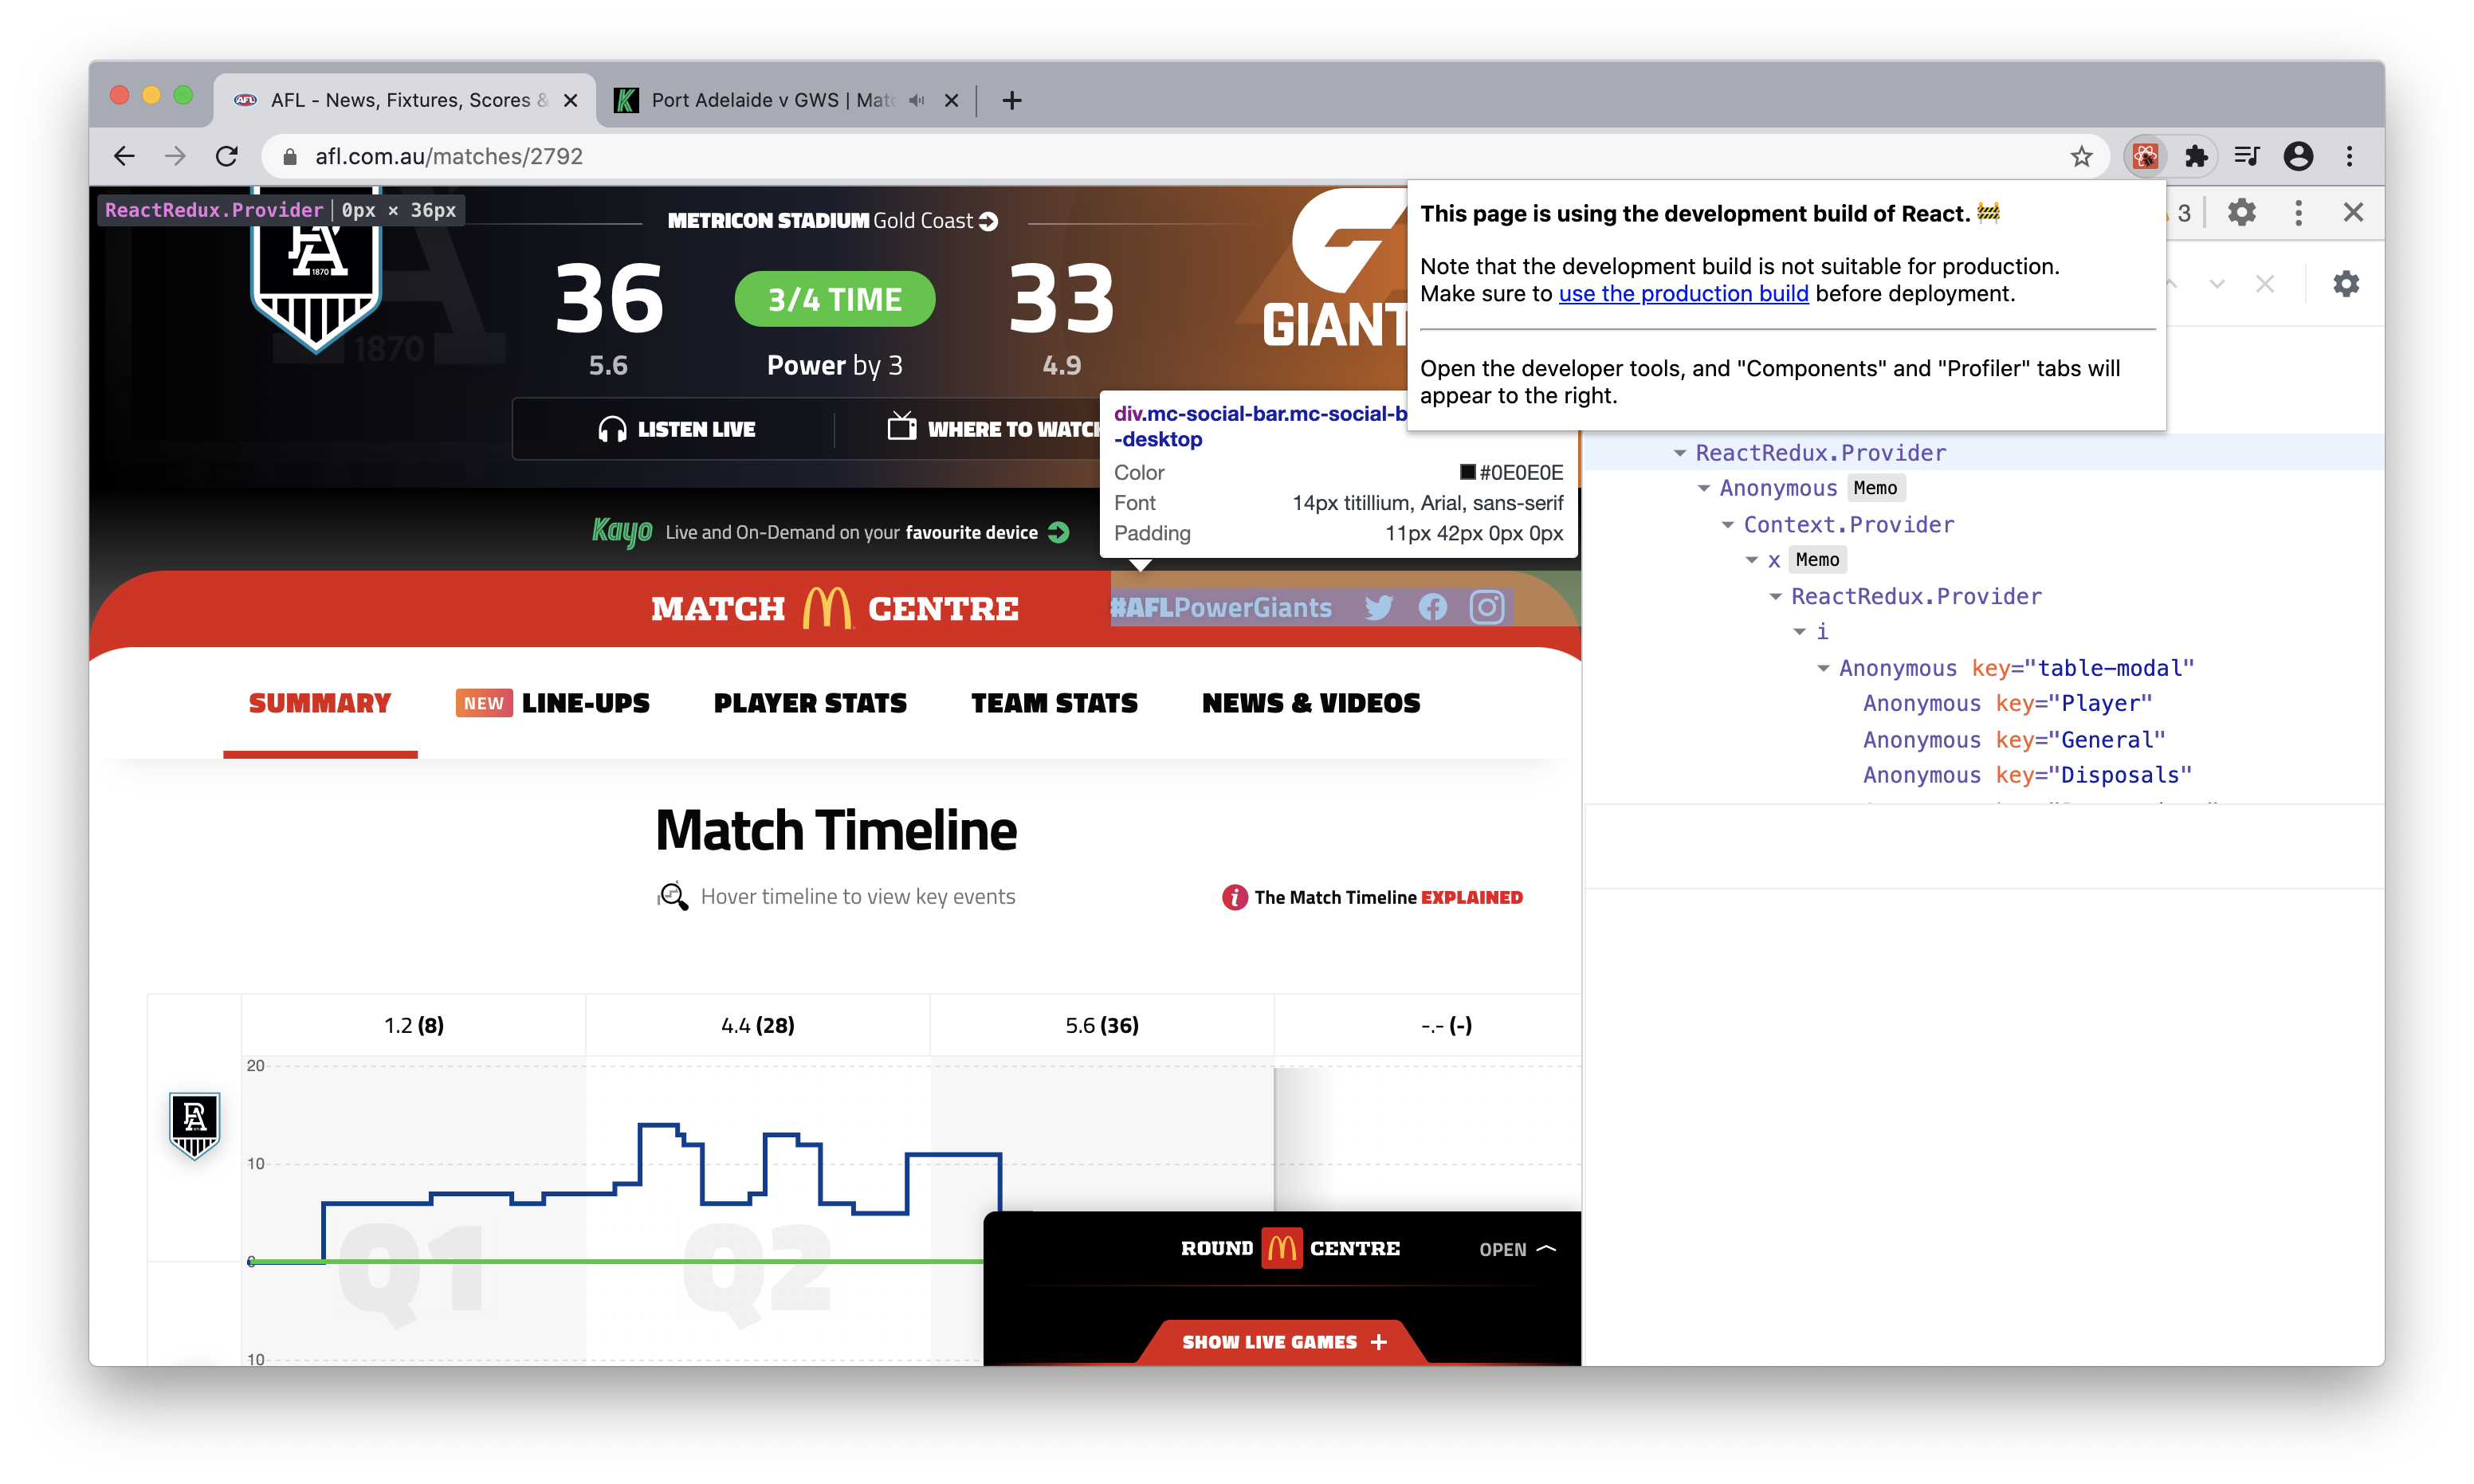 AFL - News, Fixtures, Scores &
Port Adelaide v GWS | Matc
afl.com.au/matches/2792
ReactRedux.Provider | 0px × 36px
METRICON STADIUM Gold Coast
1870
1870
36
3/4 TIME
33
5.6
Power by 3
4.9
GIANT
LISTEN LIVE
WHERE TO WATCH
This page is using the development build of React.
Note that the development build is not suitable for production.
Make sure to use the production build before deployment.
Open the developer tools, and "Components" and "Profiler" tabs will
appear to the right.
3
div.mc-social-bar.mc-social-b
-desktop
Color #0E0E0E
Font 14px titillium, Arial, sans-serif
Padding 11px 42px 0px 0px
Kayo Live and On-Demand on your favourite device
MATCH CENTRE
#AFLPowerGiants
SUMMARY
NEW LINE-UPS
PLAYER STATS
TEAM STATS
NEWS & VIDEOS
Match Timeline
Hover timeline to view key events
i The Match Timeline EXPLAINED
1.2 (8)
4.4 (28)
5.6 (36)
-.- (-)
20
10
0
10
Q1
Q2
ROUND CENTRE
OPEN
SHOW LIVE GAMES +
ReactRedux.Provider
Anonymous Memo
Context.Provider
x Memo
ReactRedux.Provider
i
Anonymous key="table-modal"
Anonymous key="Player"
Anonymous key="General"
Anonymous key="Disposals"